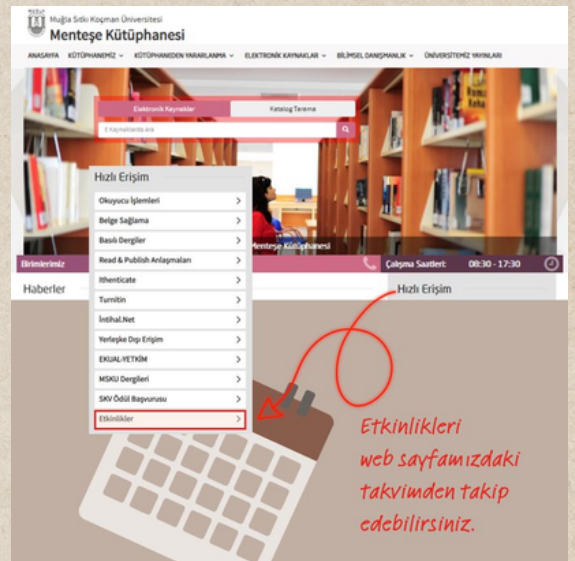 Muğla Sıtkı Koçman Üniversitesi
Menteşe Kütüphanesi
ANASAYFA KÜTÜPHANEMİZ KÜTÜPHANEDEN YARARLANMA ELEKTRONİK KAYNAKLAR BİLİMSEL DANIŞMANLIK ÜNİVERSİTEMİZ YAYINLARI
Elektronik Kaynaklar Katalog Tarama
E Kaynaklarda Ara
Hızlı Erişim
Okuyucu İşlemleri
Belge Sağlama
Basılı Dergiler
Read & Publish Anlaşmaları
Ithenticate
Turnitin
İntihal.Net
Yerleşke Dışı Erişim
EKUAL-YETKİM
MSKU Dergileri
SKV Ödül Başvurusu
Etkinlikler
Menteşe Kütüphanesi
Birimlerimiz
Çalışma Saatleri: 08:30 - 17:30
Haberler
Hızlı Erişim
Etkinlikleri
web sayfamızdaki
takvimden takip
edebilirsiniz.